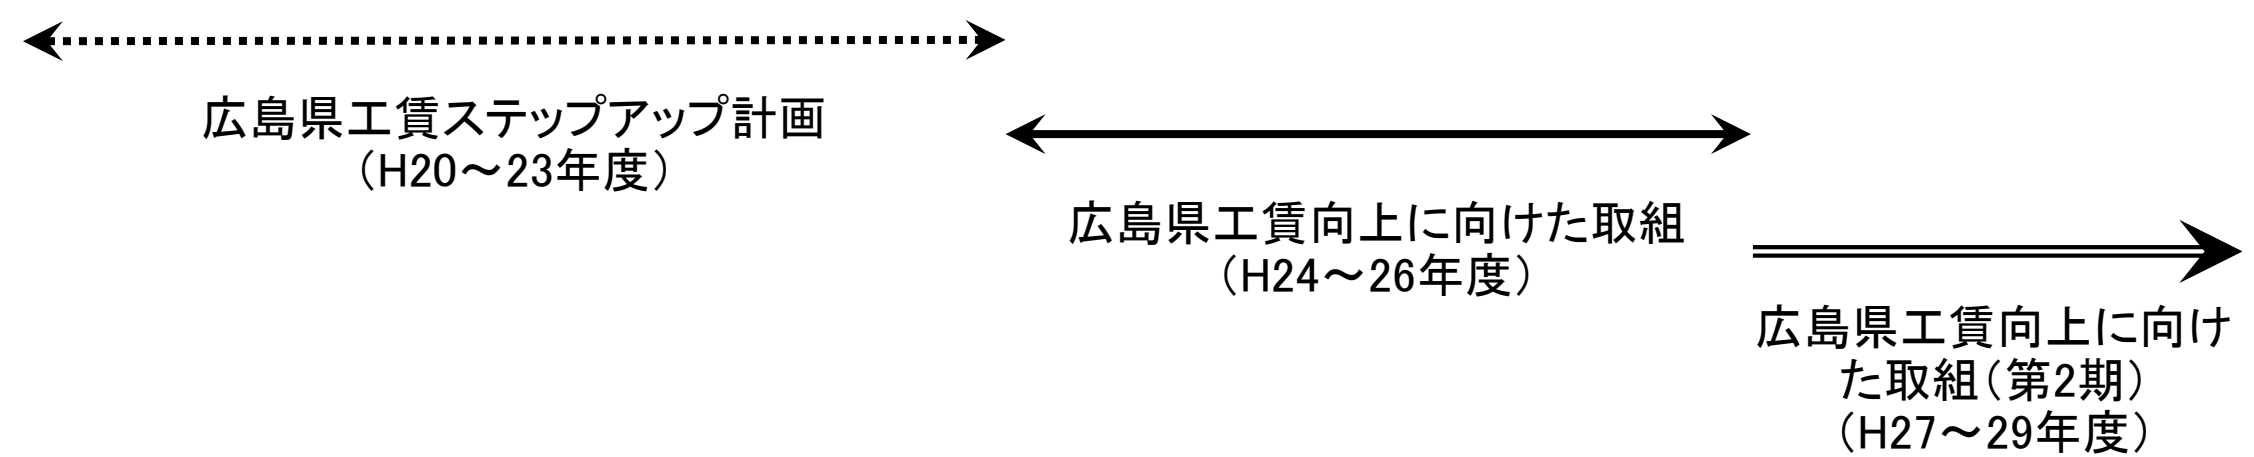 広島県工賃ステップアップ計画
（H20～23年度）
広島県工賃向上に向けた取組
（H24～26年度）
広島県工賃向上に向け
た取組（第2期）
（H27～29年度）